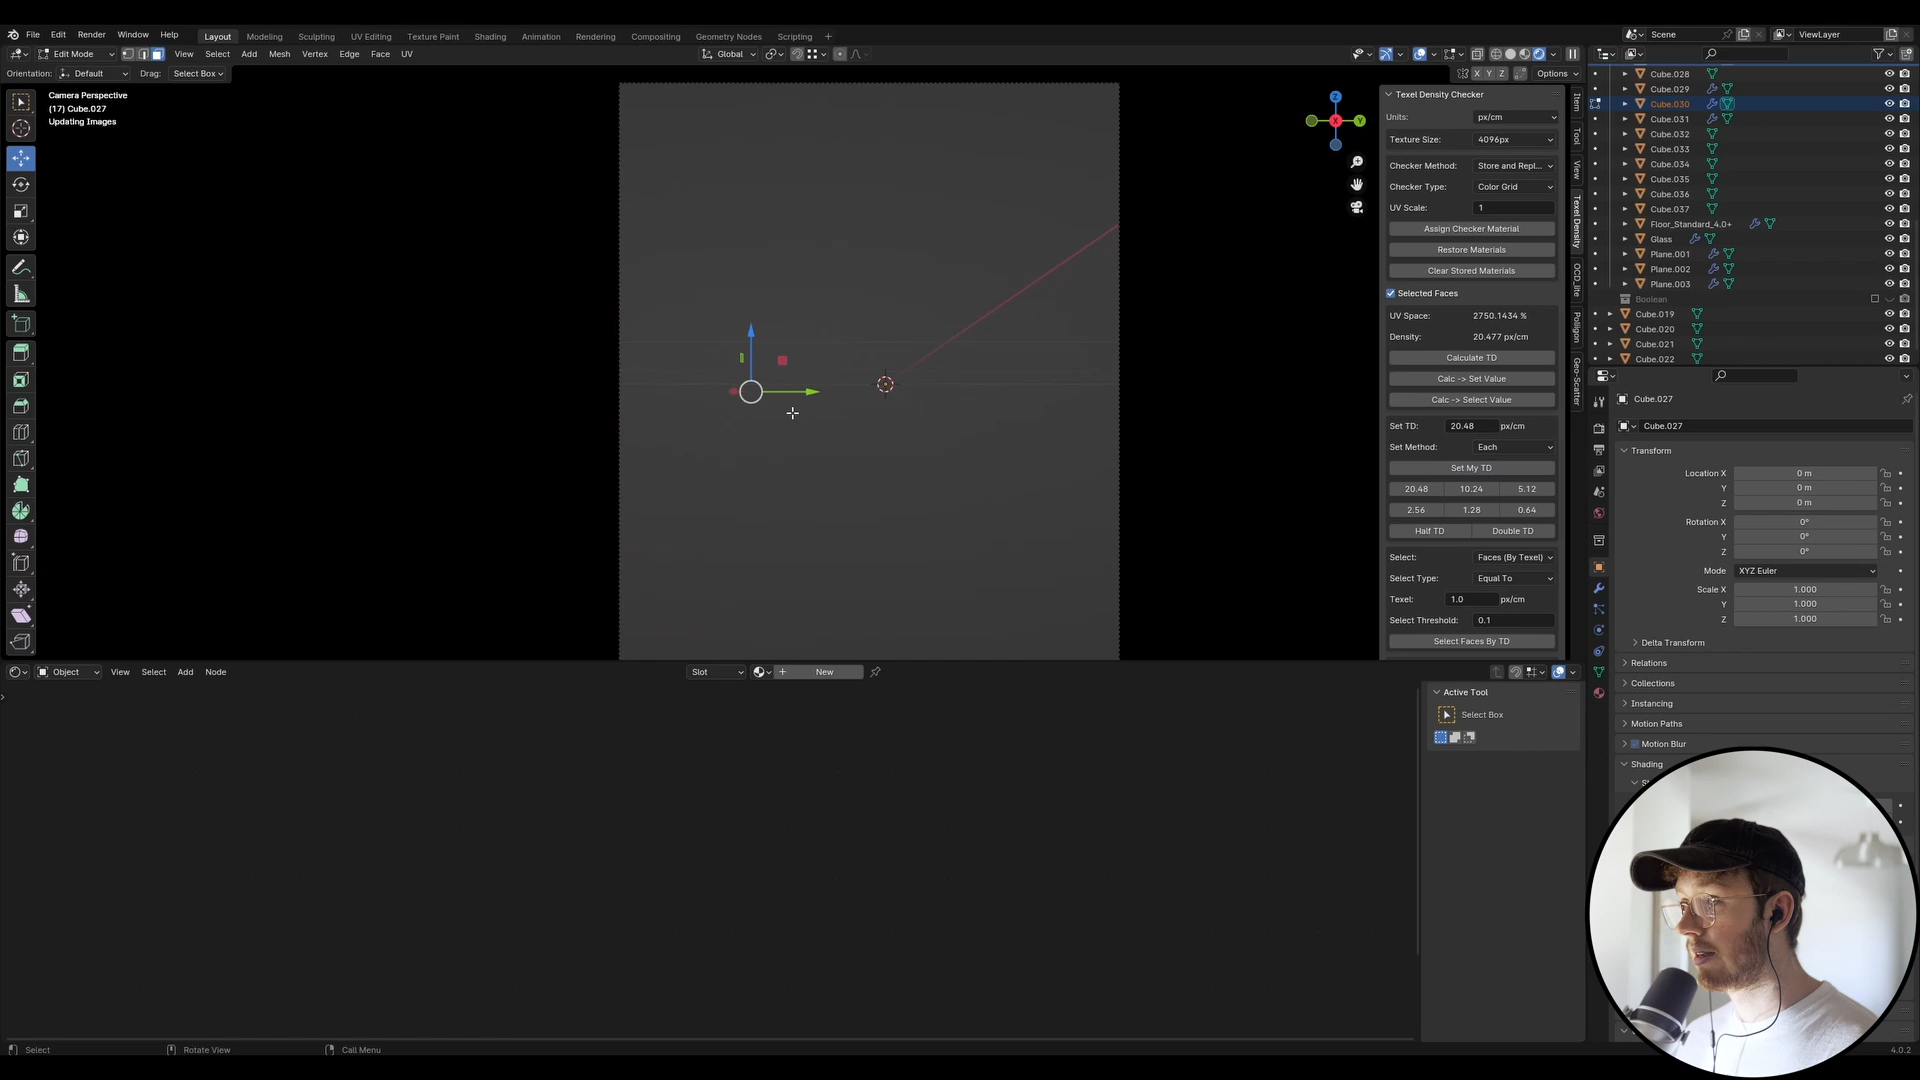 File Edit Render Window Help Layout Modeling Sculpting UV Editing Texture Paint Shading Animation Rendering Compositing Geometry Nodes Scripting + Scene ViewLayer
Edit Mode View Select Add Mesh Vertex Edge Face UV Global
Orientation: Default Drag: Select Box X Y Z Options
Camera Perspective
(17) Cube.027
Updating Images
Z
Y
X
Item
Tool
View
Texel Density
OCD_lite
Poliigon
Geo-Scatter
Texel Density Checker
Units: px/cm
Texture Size: 4096px
Checker Method: Store and Repl...
Checker Type: Color Grid
UV Scale: 1
Assign Checker Material
Restore Materials
Clear Stored Materials
Selected Faces
UV Space: 2750.1434 %
Density: 20.477 px/cm
Calculate TD
Calc -> Set Value
Calc -> Select Value
Set TD: 20.48 px/cm
Set Method: Each
Set My TD
20.48 10.24 5.12
2.56 1.28 0.64
Half TD Double TD
Select: Faces (By Texel)
Select Type: Equal To
Texel: 1.0 px/cm
Select Threshold: 0.1
Select Faces By TD
Cube.028
Cube.029
Cube.030
Cube.031
Cube.032
Cube.033
Cube.034
Cube.035
Cube.036
Cube.037
Floor_Standard_4.0+
Glass
Plane.001
Plane.002
Plane.003
Boolean
Cube.019
Cube.020
Cube.021
Cube.022
Cube.027
Cube.027
Transform
Location X 0 m
Y 0 m
Z 0 m
Rotation X 0°
Y 0°
Z 0°
Mode XYZ Euler
Scale X 1.000
Y 1.000
Z 1.000
Delta Transform
Relations
Collections
Instancing
Motion Paths
Motion Blur
Shading
Object View Select Add Node Slot + New
Active Tool
Select Box
Select Rotate View Call Menu 4.0.2